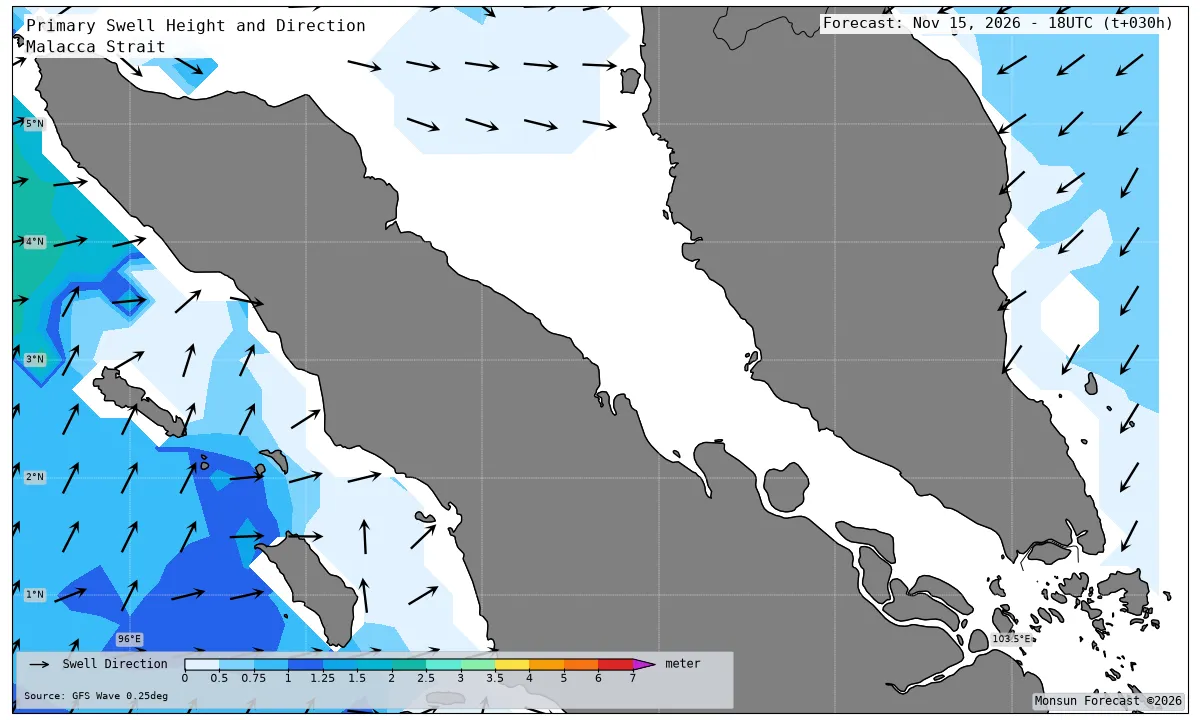 Primary Swell Height and Direction
Malacca Strait
Forecast: Nov 15, 2026 - 18UTC (t+030h)
5°N
4°N
3°N
2°N
1°N
96°E
103.5°E
Swell Direction
0 0.5 0.75 1 1.25 1.5 2 2.5 3 3.5 4 5 6 7
meter
Source: GFS Wave 0.25deg
Monsun Forecast ©2026